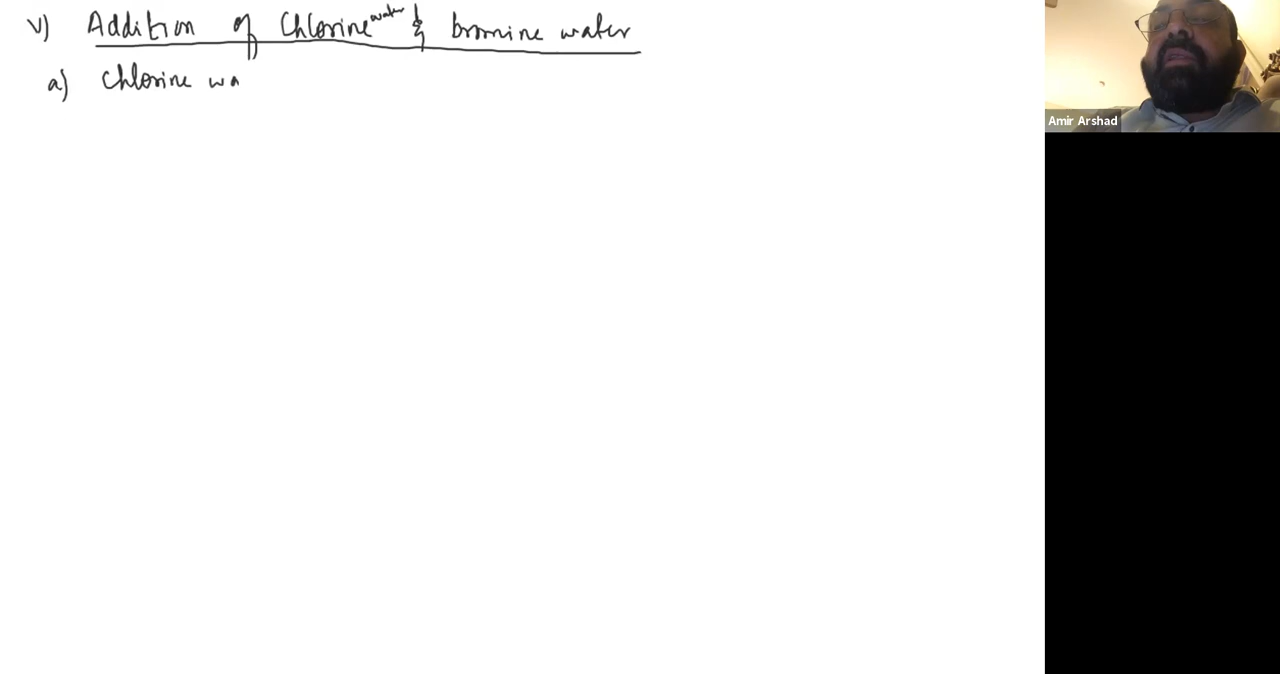 v) Addition of Chlorine water & bromine water
a) Chlorine wa
Amir Arshad